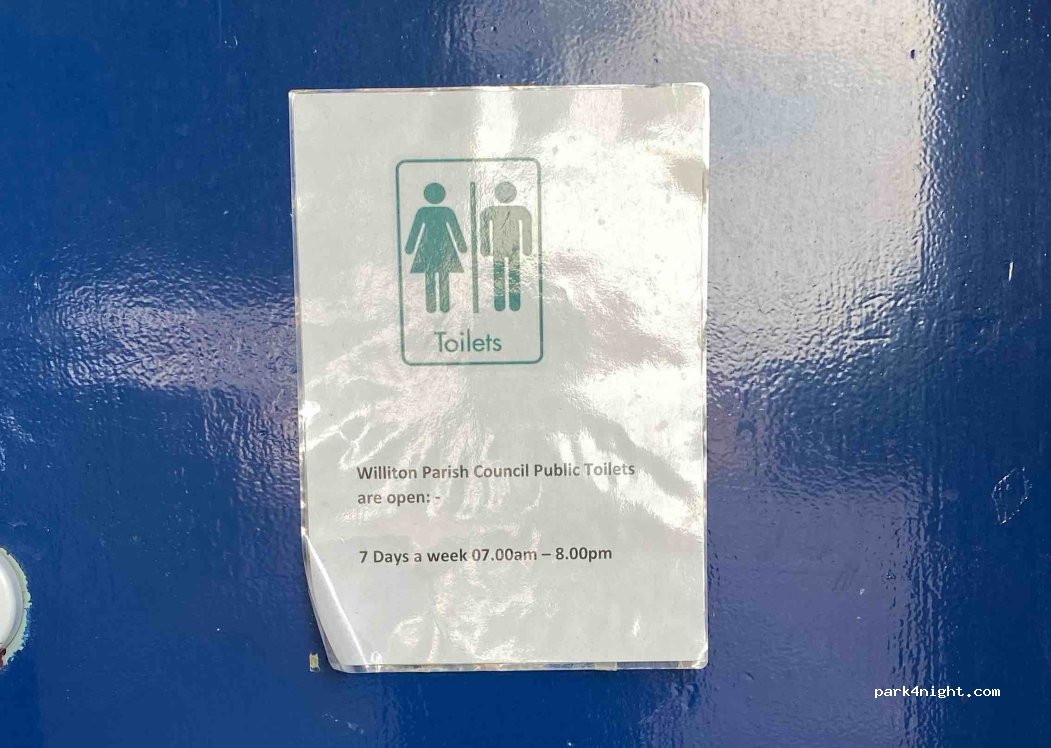 Toilets
Williton Parish Council Public Toilets
are open: -
7 Days a week 07.00am – 8.00pm
park4night.com